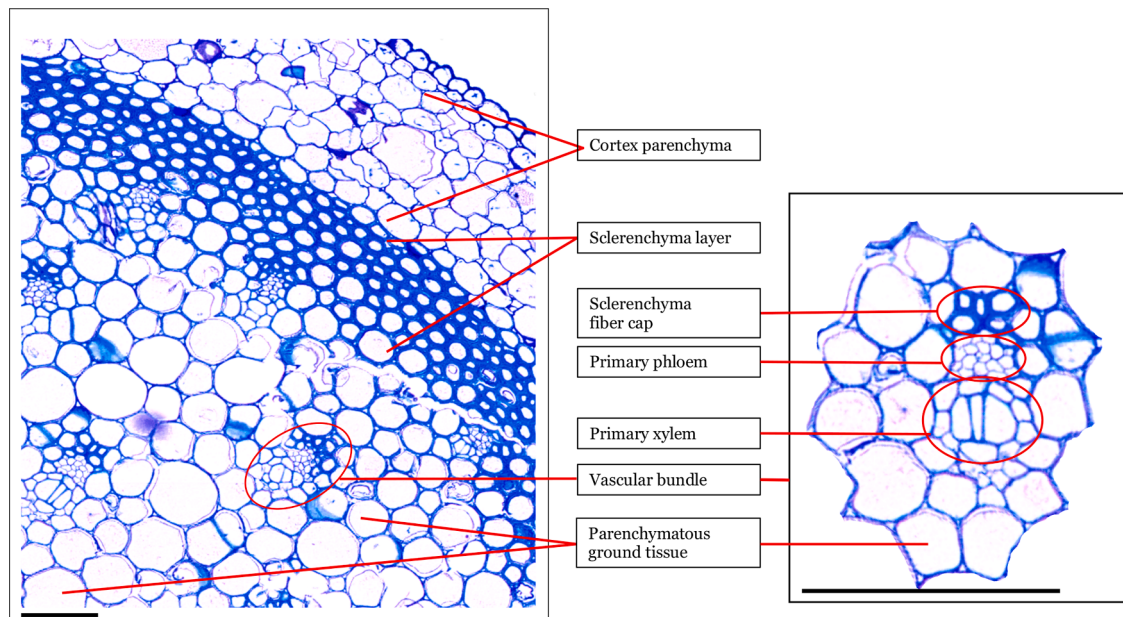 Cortex parenchyma
Sclerenchyma layer
Sclerenchyma
fiber cap
Primary phloem
Primary xylem
Vascular bundle
Parenchymatous
ground tissue